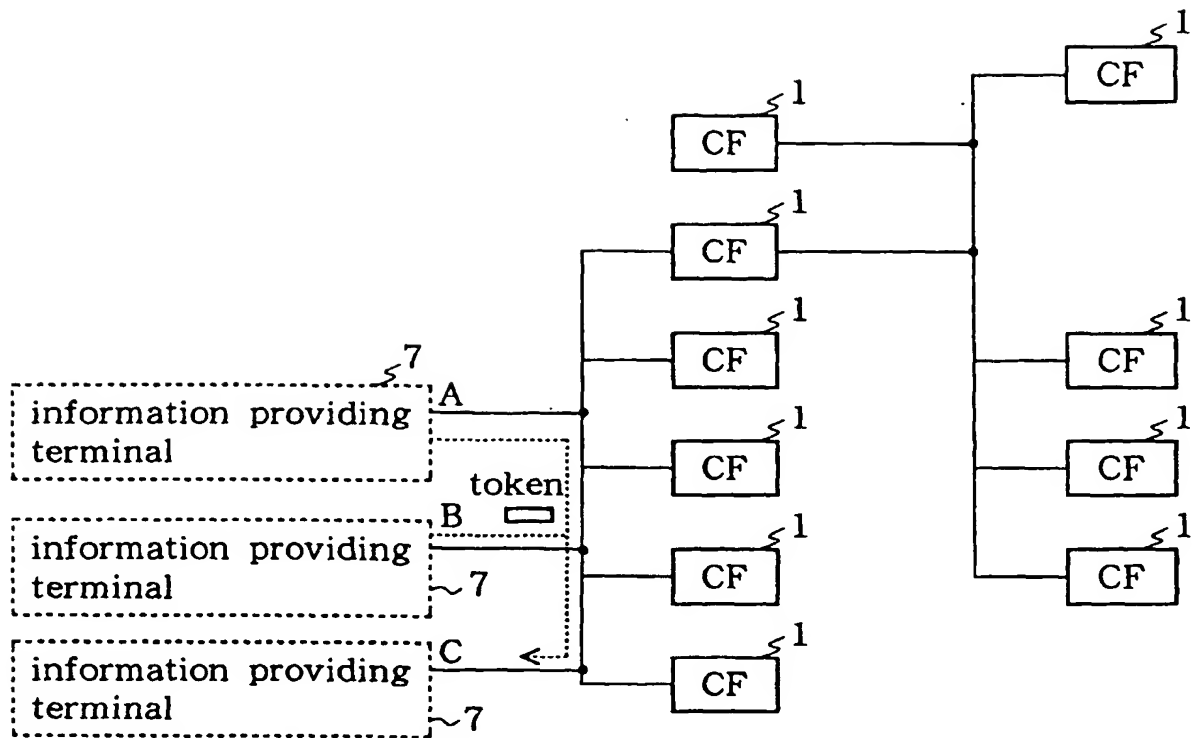 1
CF
1
CF
1
CF
1
CF
1
CF
7
A
information providing
terminal
1
CF
1
CF
token
B
information providing
terminal
7
1
CF
1
CF
C
information providing
terminal
7
1
CF